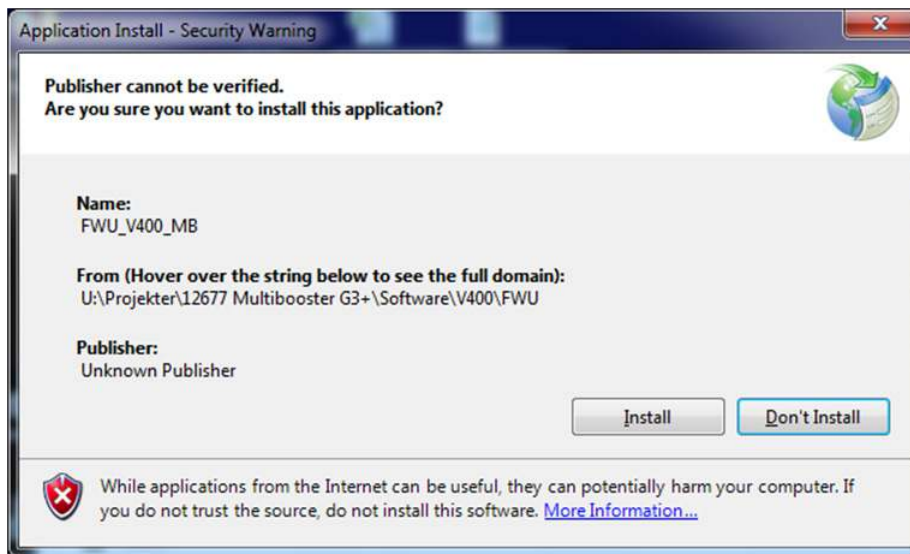 Application Install - Security Warning
Publisher cannot be verified.
Are you sure you want to install this application?
Name:
FWU_V400_MB
From (Hover over the string below to see the full domain):
U:\Projekter\12677 Multibooster G3+\Software\V400\FWU
Publisher:
Unknown Publisher
Install
Don't Install
While applications from the Internet can be useful, they can potentially harm your computer. If
you do not trust the source, do not install this software. More Information...